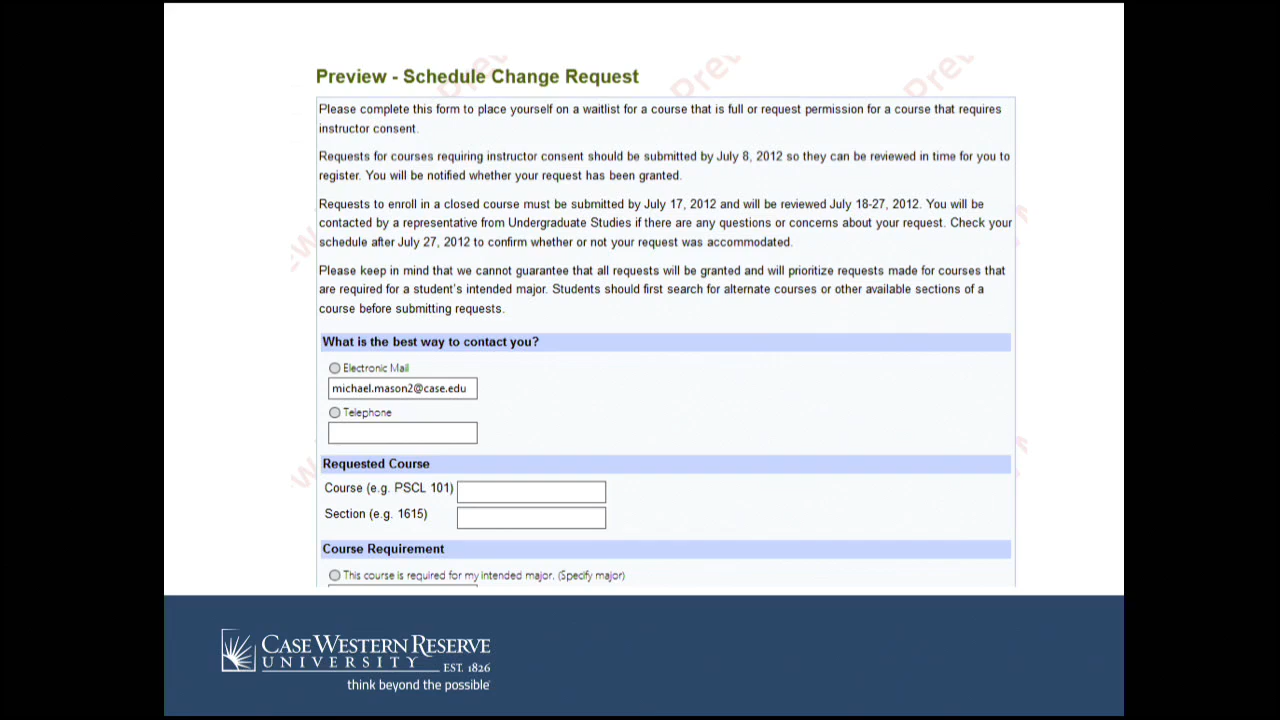 Preview - Schedule Change Request
Please complete this form to place yourself on a waitlist for a course that is full or request permission for a course that requires
instructor consent.
Requests for courses requiring instructor consent should be submitted by July 8, 2012 so they can be reviewed in time for you to
register. You will be notified whether your request has been granted.
Requests to enroll in a closed course must be submitted by July 17, 2012 and will be reviewed July 18-27, 2012. You will be
contacted by a representative from Undergraduate Studies if there are any questions or concerns about your request. Check your
schedule after July 27, 2012 to confirm whether or not your request was accommodated.
Please keep in mind that we cannot guarantee that all requests will be granted and will prioritize requests made for courses that
are required for a student's intended major. Students should first search for alternate courses or other available sections of a
course before submitting requests.
What is the best way to contact you?
Electronic Mail
michael.mason2@case.edu
Telephone
Requested Course
Course (e.g. PSCL 101)
Section (e.g. 1615)
Course Requirement
This course is required for my intended major. (Specify major)
CASE WESTERN RESERVE
UNIVERSITY EST. 1826
think beyond the possible